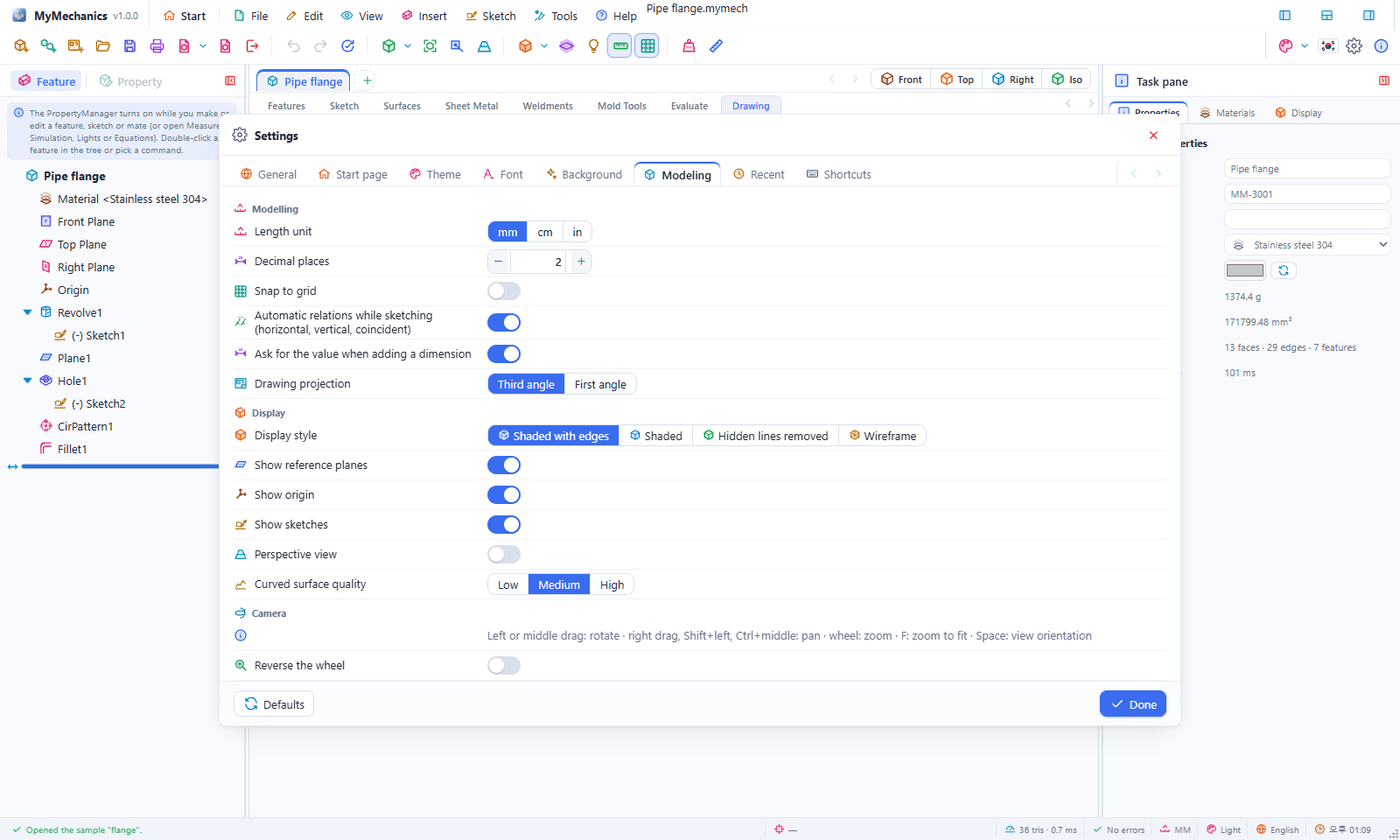 MyMechanics v1.0.0
Start
File
Edit
View
Insert
Sketch
Tools
Help
Pipe flange.mymech
Feature
Property
The PropertyManager turns on while you make or
edit a feature, sketch or mate (or open Measure
Simulation, Lights or Equations). Double-click a
feature in the tree or pick a command.
Pipe flange
Material <Stainless steel 304>
Front Plane
Top Plane
Right Plane
Origin
Revolve1
(-) Sketch1
Plane1
Hole1
(-) Sketch2
CirPattern1
Fillet1
Pipe flange
Front
Top
Right
Iso
Features
Sketch
Surfaces
Sheet Metal
Weldments
Mold Tools
Evaluate
Drawing
Settings
General
Start page
Theme
Font
Background
Modeling
Recent
Shortcuts
Modelling
Length unit
mm
cm
in
Decimal places
2
Snap to grid
Automatic relations while sketching
(horizontal, vertical, coincident)
Ask for the value when adding a dimension
Drawing projection
Third angle
First angle
Display
Display style
Shaded with edges
Shaded
Hidden lines removed
Wireframe
Show reference planes
Show origin
Show sketches
Perspective view
Curved surface quality
Low
Medium
High
Camera
Left or middle drag: rotate · right drag, Shift+left, Ctrl+middle: pan · wheel: zoom · F: zoom to fit · Space: view orientation
Reverse the wheel
Defaults
Done
Task pane
Properties
Materials
Display
erties
Pipe flange
MM-3001
Stainless steel 304
1374.4 g
171799.48 mm³
13 faces · 29 edges · 7 features
101 ms
Opened the sample "flange".
—
36 tris · 0.7 ms
No errors
MM
Light
English
오후 01:09